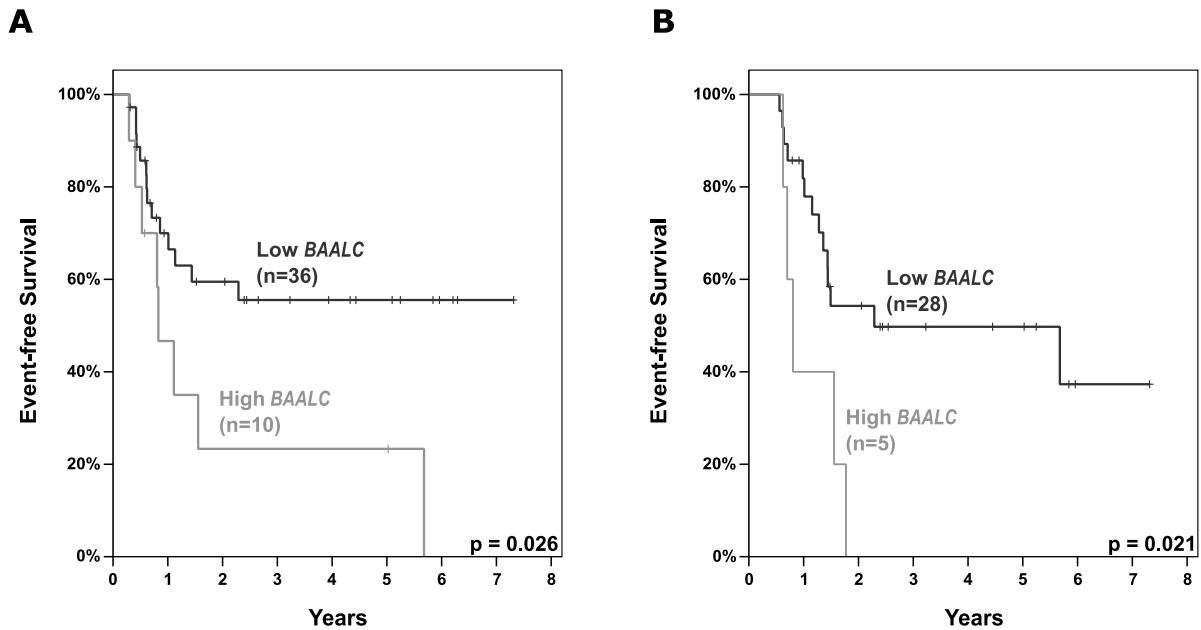 A
Event-free Survival
100%
80%
60%
40%
20%
0%
Low BAALC
(n=36)
High BAALC
(n=10)
p = 0.026
0 1 2 3 4 5 6 7 8
Years
B
Event-free Survival
100%
80%
60%
40%
20%
0%
Low BAALC
(n=28)
High BAALC
(n=5)
p = 0.021
0 1 2 3 4 5 6 7 8
Years